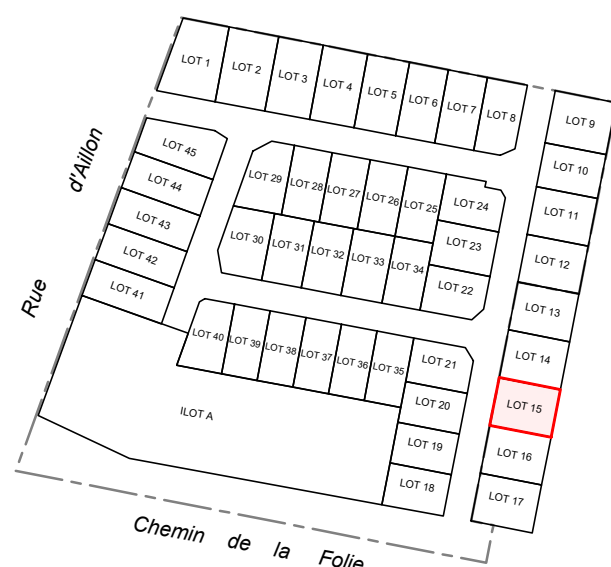 LOT 1
LOT 2
LOT 3
LOT 4
LOT 5
LOT 6
LOT 7
LOT 8
LOT 9
LOT 10
LOT 11
LOT 12
LOT 13
LOT 14
LOT 15
LOT 16
LOT 17
LOT 45
LOT 44
LOT 43
LOT 42
LOT 41
LOT 29
LOT 28
LOT 27
LOT 26
LOT 25
LOT 24
LOT 23
LOT 22
LOT 30
LOT 31
LOT 32
LOT 33
LOT 34
LOT 40
LOT 39
LOT 38
LOT 37
LOT 36
LOT 35
LOT 21
LOT 20
LOT 19
LOT 18
ILOT A
Rue d'Aillon
Chemin de la Folie